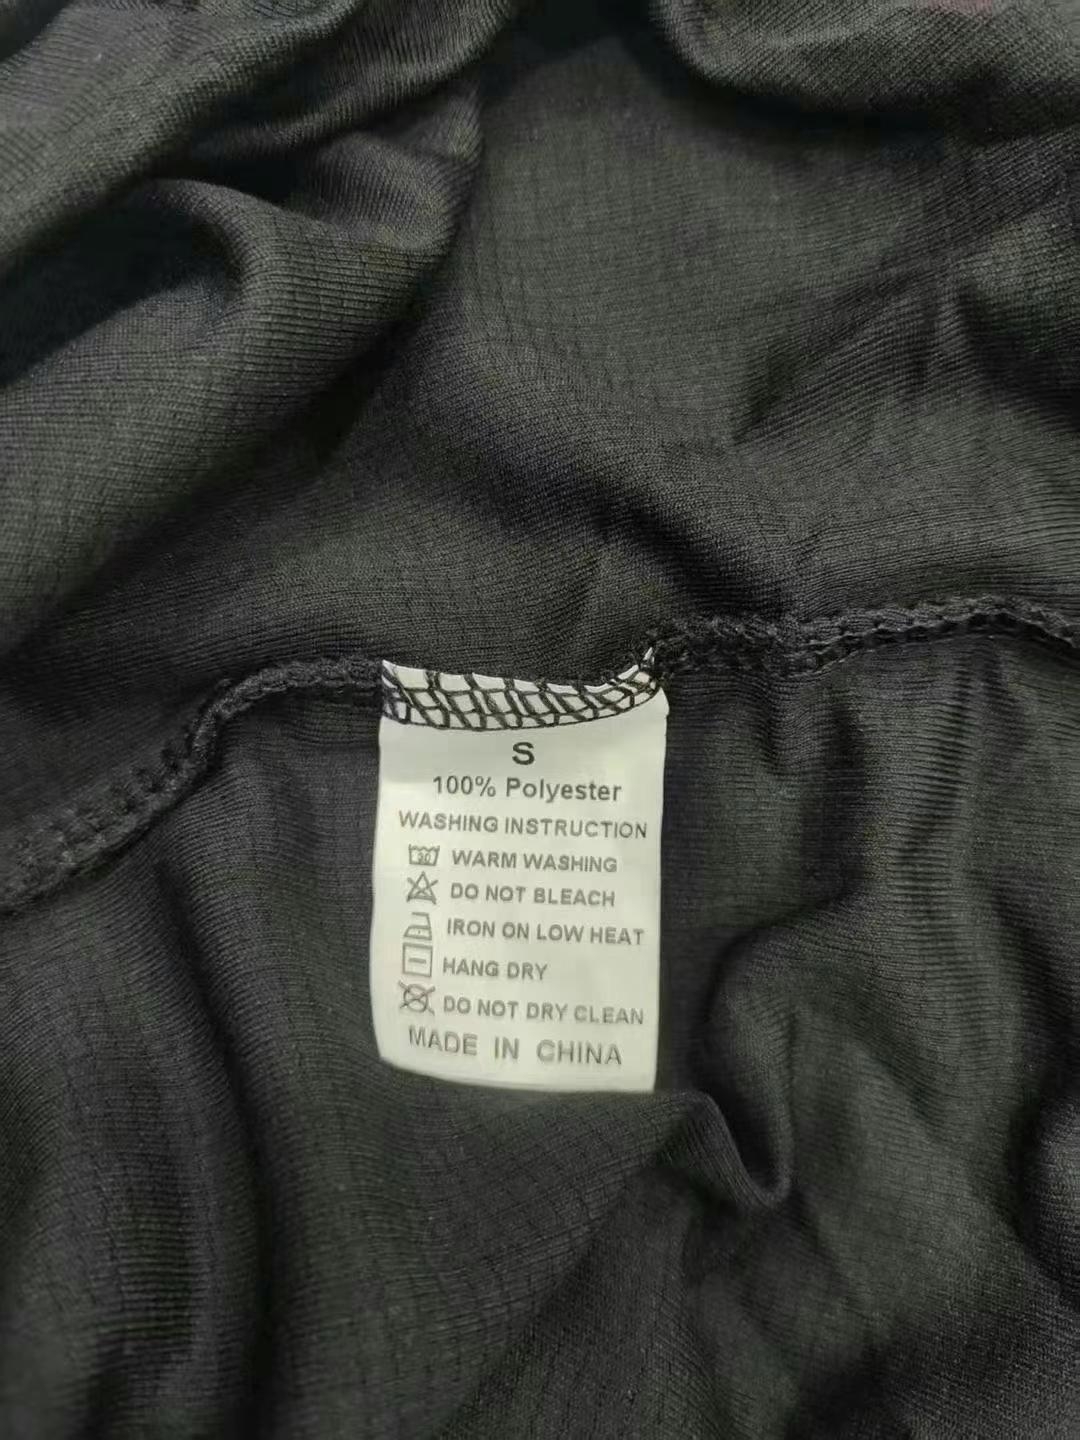 S
100% Polyester
WASHING INSTRUCTION
30 WARM WASHING
DO NOT BLEACH
IRON ON LOW HEAT
HANG DRY
DO NOT DRY CLEAN
MADE IN CHINA